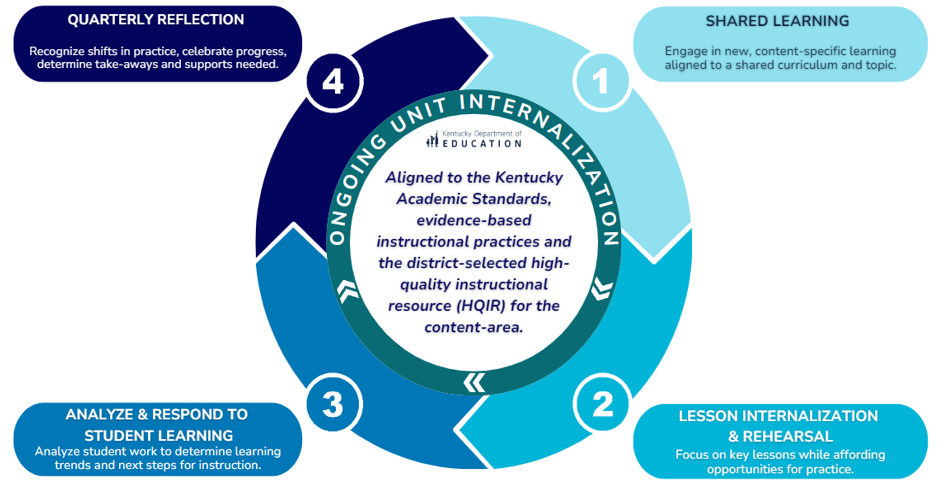 QUARTERLY REFLECTION
Recognize shifts in practice, celebrate progress,
determine take-aways and supports needed.
4
SHARED LEARNING
Engage in new, content-specific learning
aligned to a shared curriculum and topic.
1
ONGOING UNIT INTERNALIZATION
Kentucky Department of
EDUCATION
Aligned to the Kentucky
Academic Standards,
evidence-based
instructional practices and
the district-selected high-
quality instructional
resource (HQIR) for the
content-area.
3
ANALYZE & RESPOND TO
STUDENT LEARNING
Analyze student work to determine learning
trends and next steps for instruction.
2
LESSON INTERNALIZATION
& REHEARSAL
Focus on key lessons while affording
opportunities for practice.